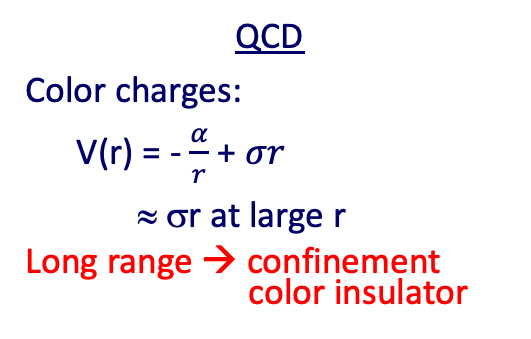 QCD
Color charges:
V(r) = - α/r + σr
≈ σr at large r
Long range → confinement
color insulator